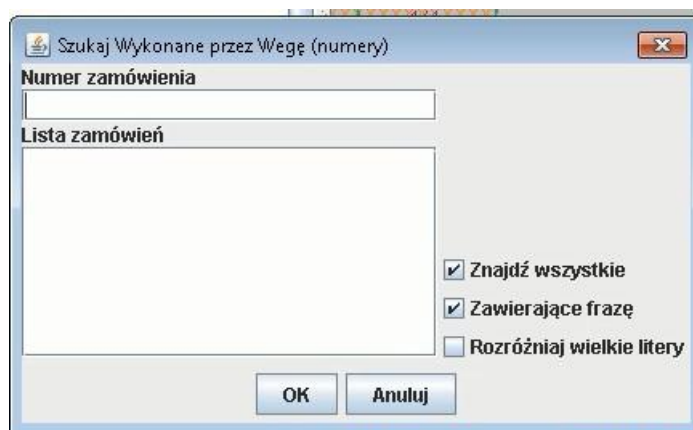 Szukaj Wykonane przez Wegę (numery)
Numer zamówienia
Lista zamówień
Znajdź wszystkie
Zawierające frazę
Rozróżniaj wielkie litery
OK Anuluj